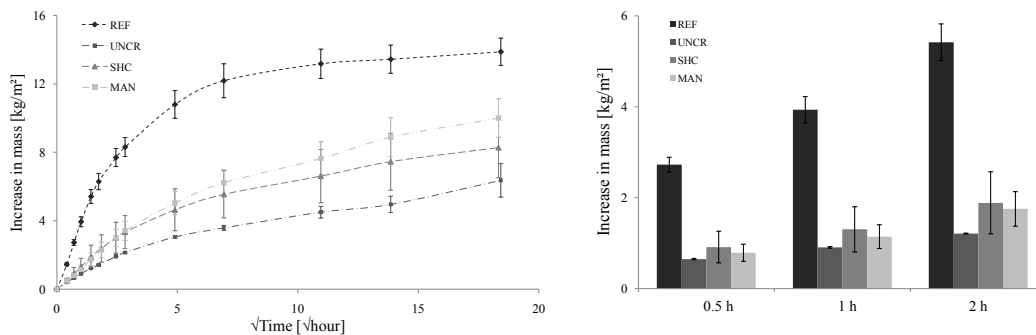 Increase in mass [kg/m²]
16
12
8
4
0
REF
UNCR
SHC
MAN
0
5
10
15
20
√Time [√hour]
Increase in mass [kg/m²]
6
4
2
0
REF
UNCR
SHC
MAN
0.5 h
1 h
2 h